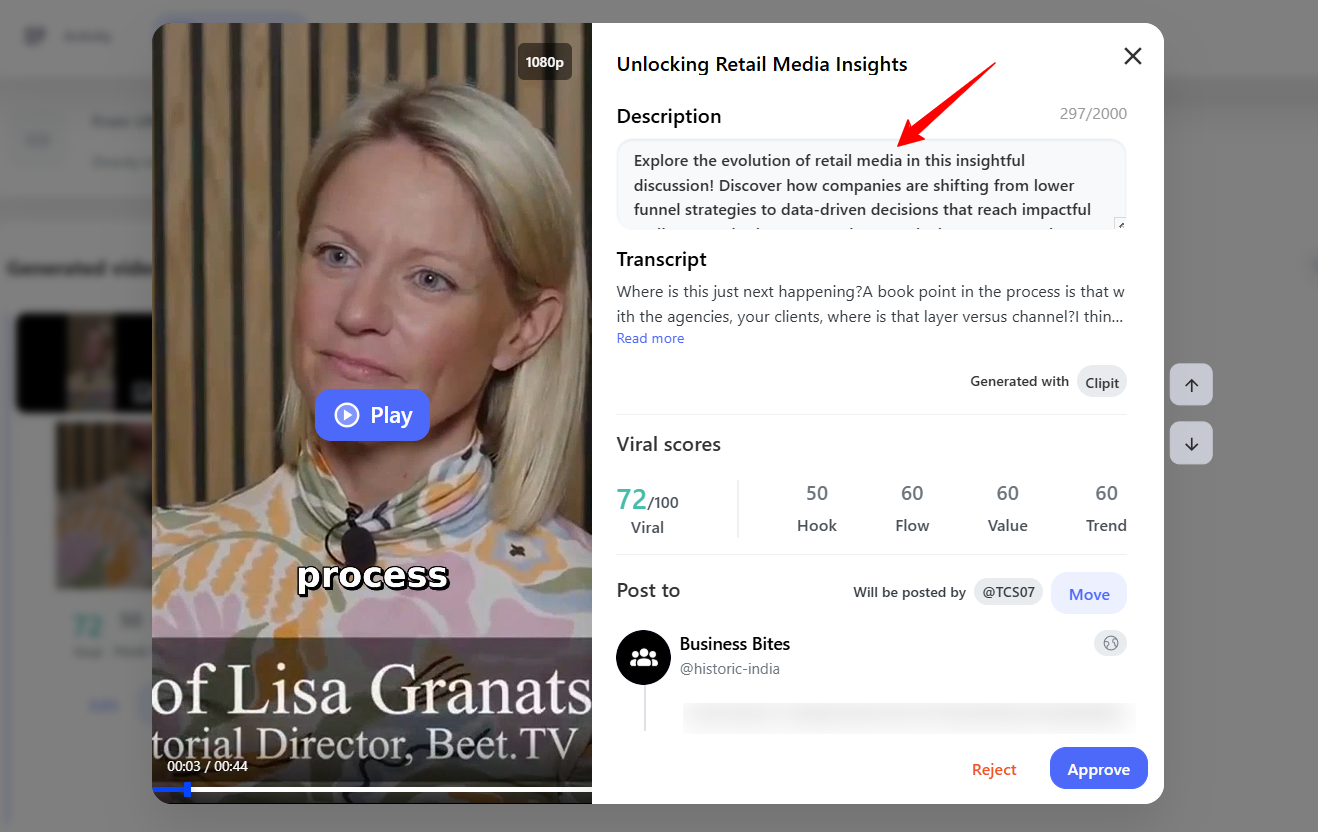 1080p
Unlocking Retail Media Insights
Description
297/2000
Explore the evolution of retail media in this insightful
discussion! Discover how companies are shifting from lower
funnel strategies to data-driven decisions that reach impactful
Transcript
Where is this just next happening?A book point in the process is that w
ith the agencies, your clients, where is that layer versus channel?I thin...
Read more
Generated with Clipit
Play
Viral scores
72/100
Viral
50
Hook
60
Flow
60
Value
60
Trend
process
Post to
Will be posted by @TCS07
Move
Business Bites
@historic-india
of Lisa Granats
torial Director, Beet.TV
00:03 / 00:44
Reject
Approve
Generated vide
72
50